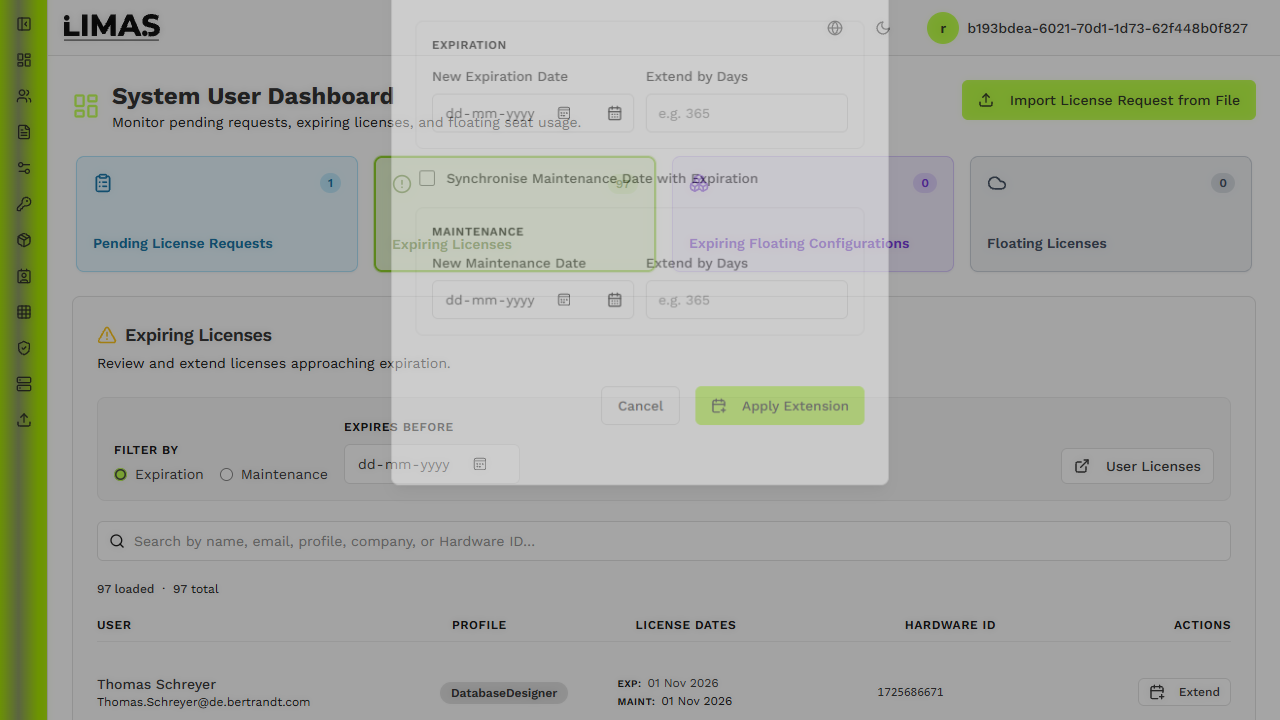 LIMAS
r b193bdea-6021-70d1-1d73-62f448b0f827
System User Dashboard
Monitor pending requests, expiring licenses, and floating seat usage.
Import License Request from File
1
Pending License Requests
97
Expiring Licenses
0
Expiring Floating Configurations
0
Floating Licenses
EXPIRATION
New Expiration Date Extend by Days
dd-mm-yyyy e.g. 365
Synchronise Maintenance Date with Expiration
MAINTENANCE
New Maintenance Date Extend by Days
dd-mm-yyyy e.g. 365
Cancel Apply Extension
Expiring Licenses
Review and extend licenses approaching expiration.
FILTER BY
Expiration Maintenance
EXPIRES BEFORE
dd-mm-yyyy
User Licenses
Search by name, email, profile, company, or Hardware ID...
97 loaded · 97 total
USER PROFILE LICENSE DATES HARDWARE ID ACTIONS
Thomas Schreyer
Thomas.Schreyer@de.bertrandt.com
DatabaseDesigner
EXP: 01 Nov 2026
MAINT: 01 Nov 2026
1725686671
Extend